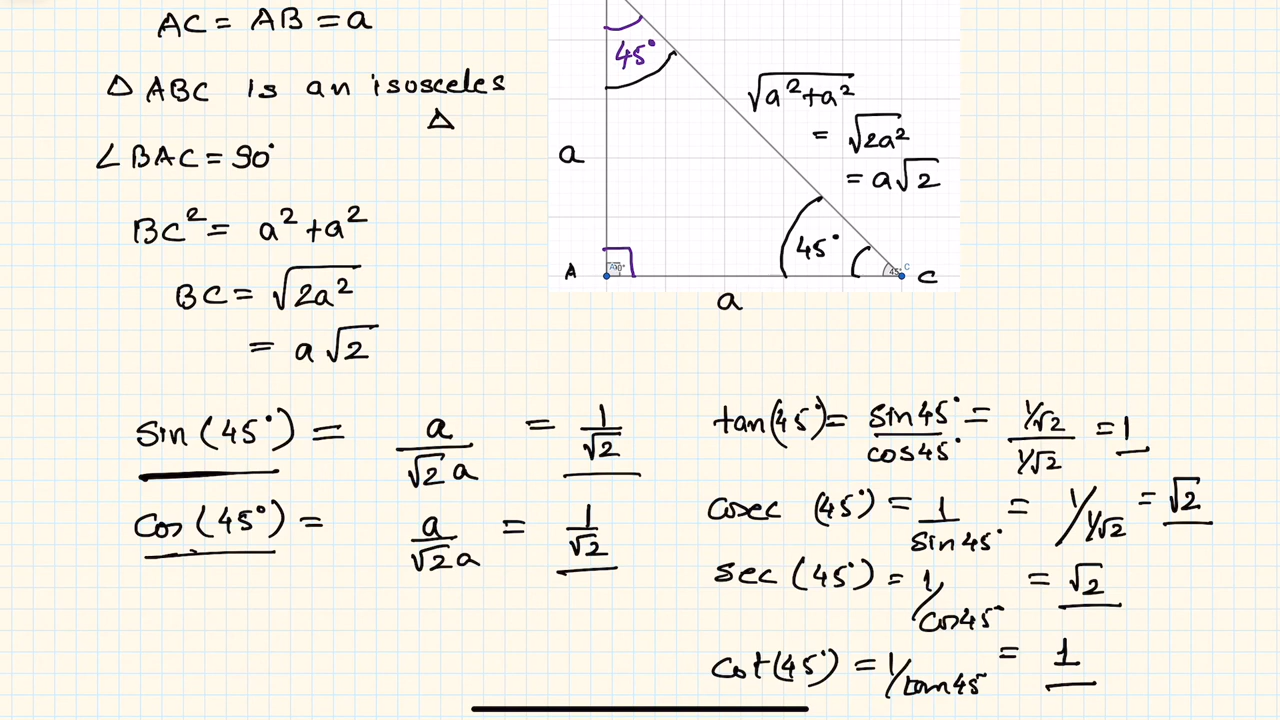 AC = AB = a
△ ABC is an isosceles
△
∠BAC = 90°
BC² = a² + a²
BC = √2a²
= a√2
45°
√a²+a²
= √2a²
= a√2
a
45°
A
45°
C
C
a
sin(45°) = a/√2a = 1/√2
cos(45°) = a/√2a = 1/√2
tan(45°) = sin45°/cos45° = 1/√2/1/√2 = 1
cosec (45°) = 1/sin45° = 1/1/√2 = √2
sec (45°) = 1/cos45° = √2
cot(45°) = 1/tan45° = 1